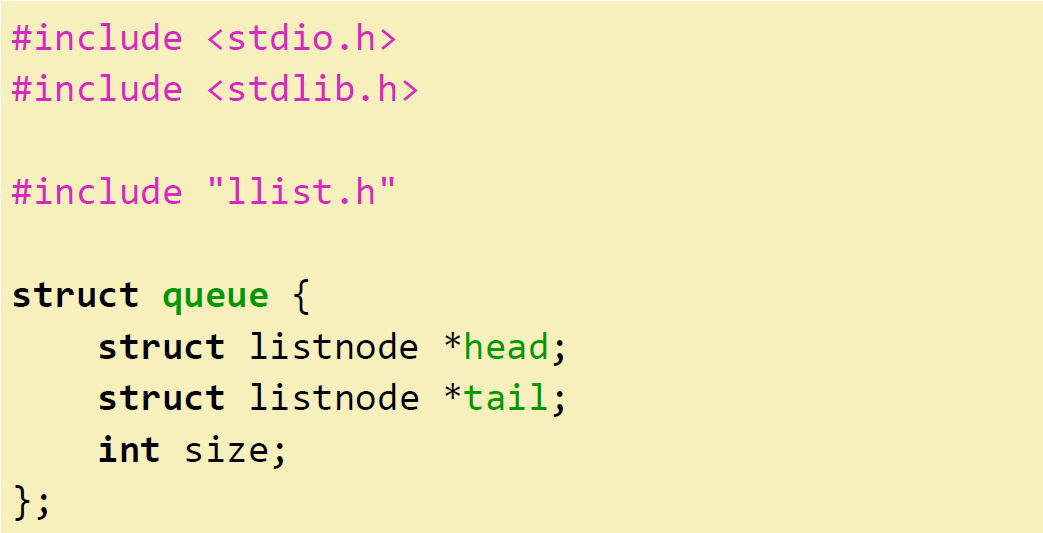 #include <stdio.h>
#include <stdlib.h>
#include "llist.h"
struct queue {
    struct listnode *head;
    struct listnode *tail;
    int size;
};